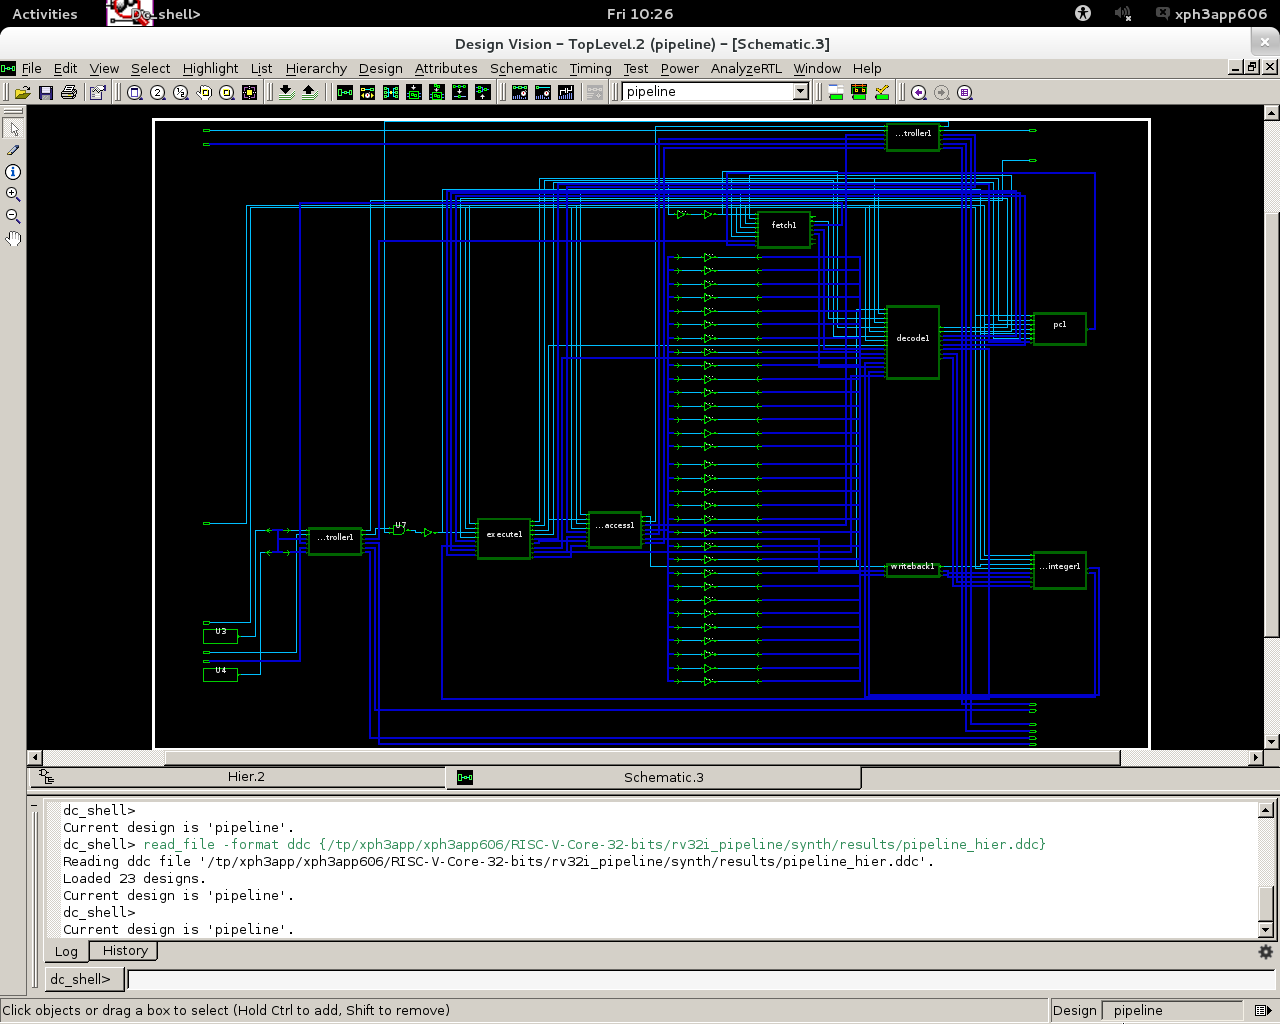 Activities
Dc_shell>
Fri 10:26
xph3app606
Design Vision - TopLevel.2 (pipeline) - [Schematic.3]
File Edit View Select Highlight List Hierarchy Design Attributes Schematic Timing Test Power AnalyzeRTL Window Help
pipeline
...troller1
fetch1
pc1
decode1
U7
...access1
execute1
...troller1
writeback1
...integer1
U3
U4
Hier.2
Schematic.3
dc_shell>
Current design is 'pipeline'.
dc_shell> read_file -format ddc {/tp/xph3app/xph3app606/RISC-V-Core-32-bits/rv32i_pipeline/synth/results/pipeline_hier.ddc}
Reading ddc file '/tp/xph3app/xph3app606/RISC-V-Core-32-bits/rv32i_pipeline/synth/results/pipeline_hier.ddc'.
Loaded 23 designs.
Current design is 'pipeline'.
dc_shell>
Current design is 'pipeline'.
Log
History
dc_shell>
Click objects or drag a box to select (Hold Ctrl to add, Shift to remove)
Design
pipeline